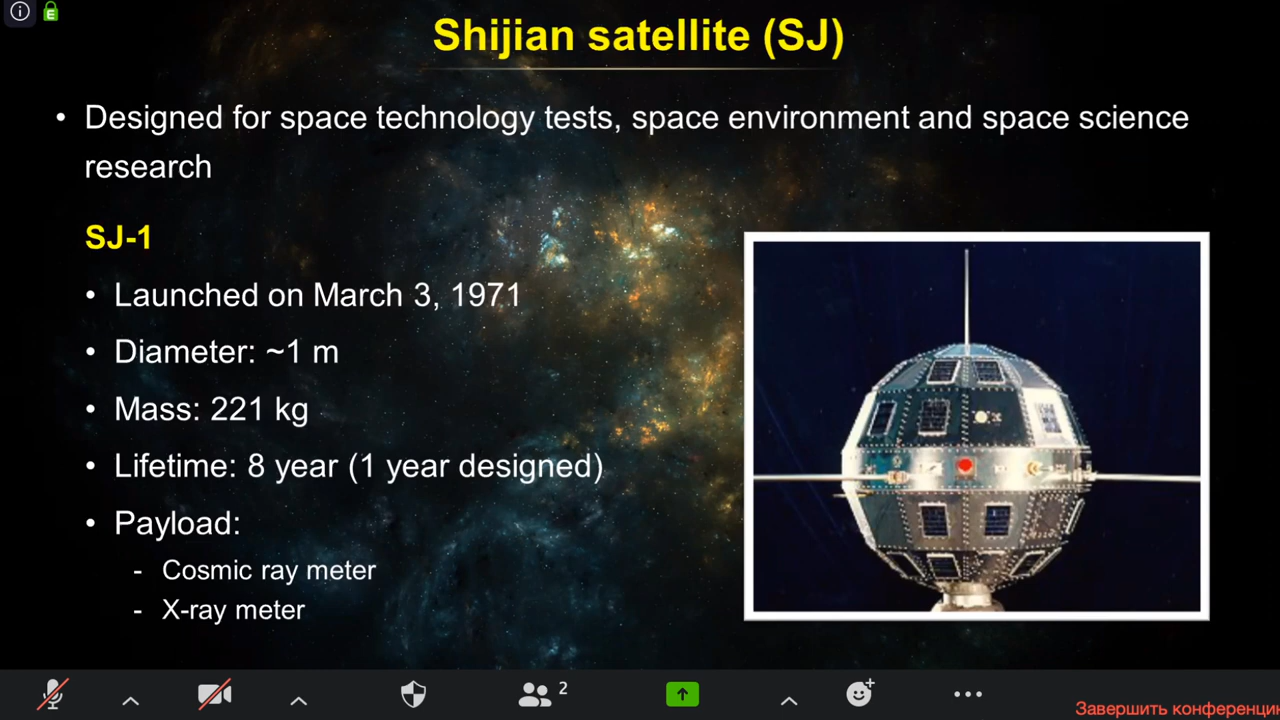 Shijian satellite (SJ)
• Designed for space technology tests, space environment and space science
research
SJ-1
• Launched on March 3, 1971
• Diameter: ~1 m
• Mass: 221 kg
• Lifetime: 8 year (1 year designed)
• Payload:
- Cosmic ray meter
- X-ray meter
2
Завершить конференци